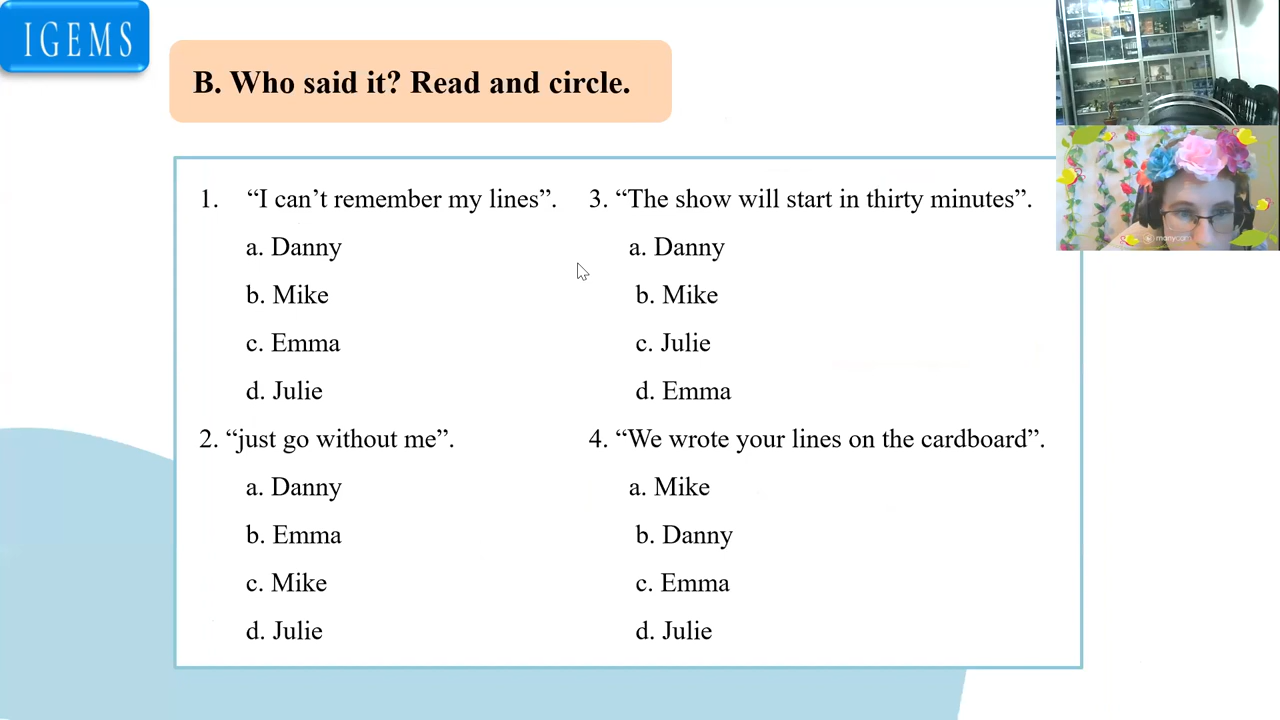 IGEMS
B. Who said it? Read and circle.
1. “I can’t remember my lines”.
a. Danny
b. Mike
c. Emma
d. Julie
2. “just go without me”.
a. Danny
b. Emma
c. Mike
d. Julie
3. “The show will start in thirty minutes”.
a. Danny
b. Mike
c. Julie
d. Emma
4. “We wrote your lines on the cardboard”.
a. Mike
b. Danny
c. Emma
d. Julie
manycam